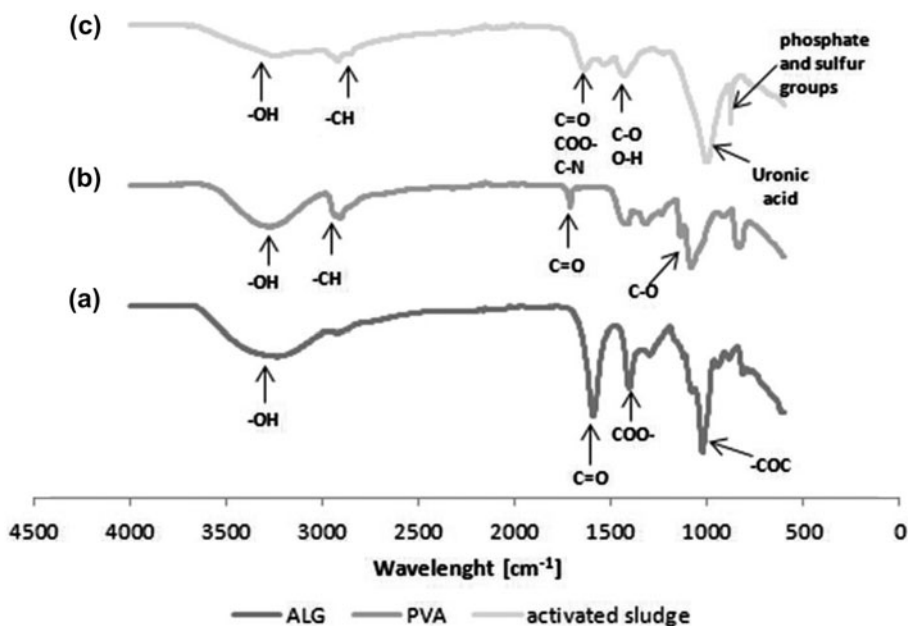 (c)
phosphate
and sulfur
groups
-OH
-CH
C=O
COO-
C-N
C-O
O-H
Uronic
acid
(b)
-OH
-CH
C=O
C-O
(a)
-OH
C=O
COO-
-COC
4500 4000 3500 3000 2500 2000 1500 1000 500 0
Wavelenght [cm-1]
ALG PVA activated sludge